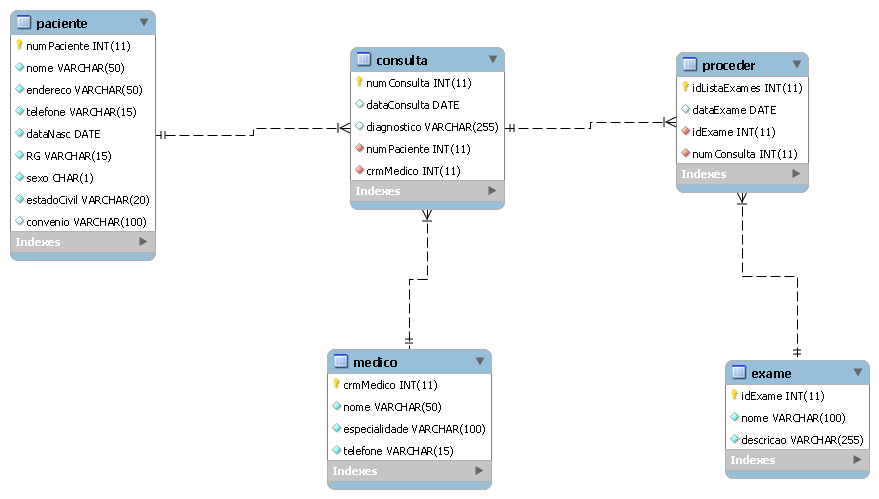 paciente
numPaciente INT(11)
nome VARCHAR(50)
endereco VARCHAR(50)
telefone VARCHAR(15)
dataNasc DATE
RG VARCHAR(15)
sexo CHAR(1)
estadoCivil VARCHAR(20)
convenio VARCHAR(100)
Indexes
consulta
numConsulta INT(11)
dataConsulta DATE
diagnostico VARCHAR(255)
numPaciente INT(11)
crmMedico INT(11)
Indexes
proceder
idListaExames INT(11)
dataExame DATE
idExame INT(11)
numConsulta INT(11)
Indexes
medico
crmMedico INT(11)
nome VARCHAR(50)
especialidade VARCHAR(100)
telefone VARCHAR(15)
Indexes
exame
idExame INT(11)
nome VARCHAR(100)
descricao VARCHAR(255)
Indexes